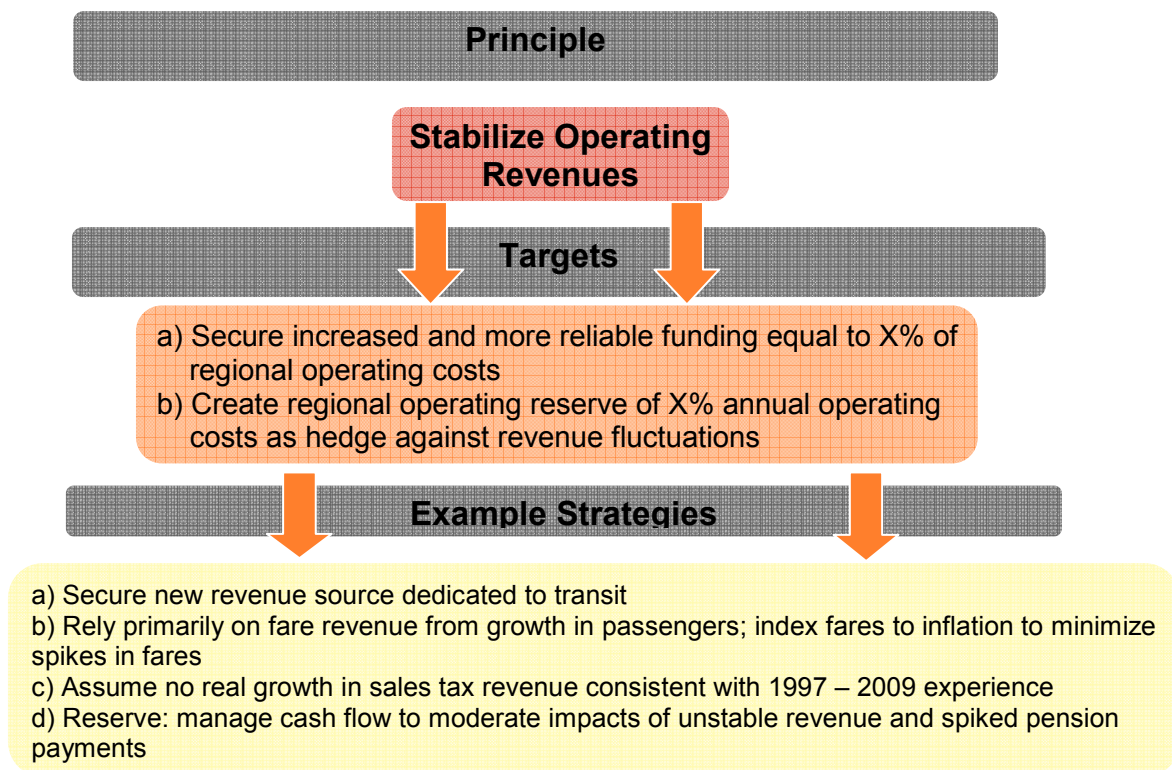 Principle
Stabilize Operating
Revenues
Targets
a) Secure increased and more reliable funding equal to X% of
regional operating costs
b) Create regional operating reserve of X% annual operating
costs as hedge against revenue fluctuations
Example Strategies
a) Secure new revenue source dedicated to transit
b) Rely primarily on fare revenue from growth in passengers; index fares to inflation to minimize
spikes in fares
c) Assume no real growth in sales tax revenue consistent with 1997 – 2009 experience
d) Reserve: manage cash flow to moderate impacts of unstable revenue and spiked pension
payments